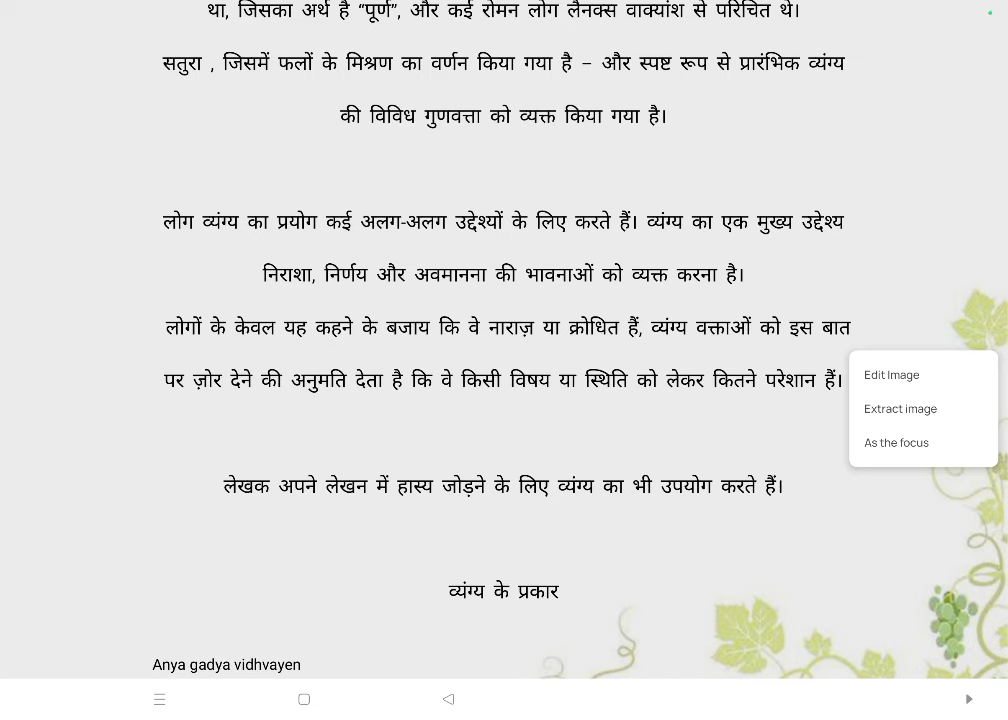 था, जिसका अर्थ है “पूर्ण”, और कई रोमन लोग लैनक्स वाक्यांश से परिचित थे।
सतुरा , जिसमें फलों के मिश्रण का वर्णन किया गया है – और स्पष्ट रूप से प्रारंभिक व्यंग्य
की विविध गुणवत्ता को व्यक्त किया गया है।
लोग व्यंग्य का प्रयोग कई अलग-अलग उद्देश्यों के लिए करते हैं। व्यंग्य का एक मुख्य उद्देश्य
निराशा, निर्णय और अवमानना की भावनाओं को व्यक्त करना है।
लोगों के केवल यह कहने के बजाय कि वे नाराज़ या क्रोधित हैं, व्यंग्य वक्ताओं को इस बात
पर ज़ोर देने की अनुमति देता है कि वे किसी विषय या स्थिति को लेकर कितने परेशान हैं।
Edit Image
Extract image
As the focus
लेखक अपने लेखन में हास्य जोड़ने के लिए व्यंग्य का भी उपयोग करते हैं।
व्यंग्य के प्रकार
Anya gadya vidhvayen